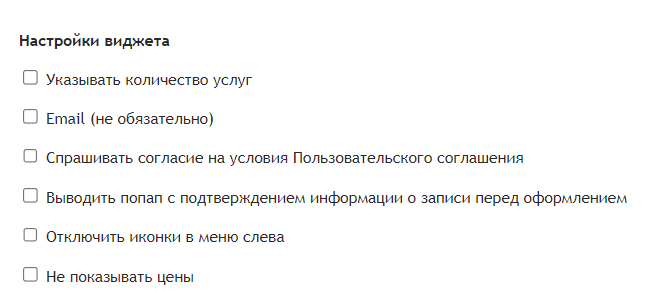 Настройки виджета
Указывать количество услуг
Email (не обязательно)
Спрашивать согласие на условия Пользовательского соглашения
Выводить попап с подтверждением информации о записи перед оформлением
Отключить иконки в меню слева
Не показывать цены